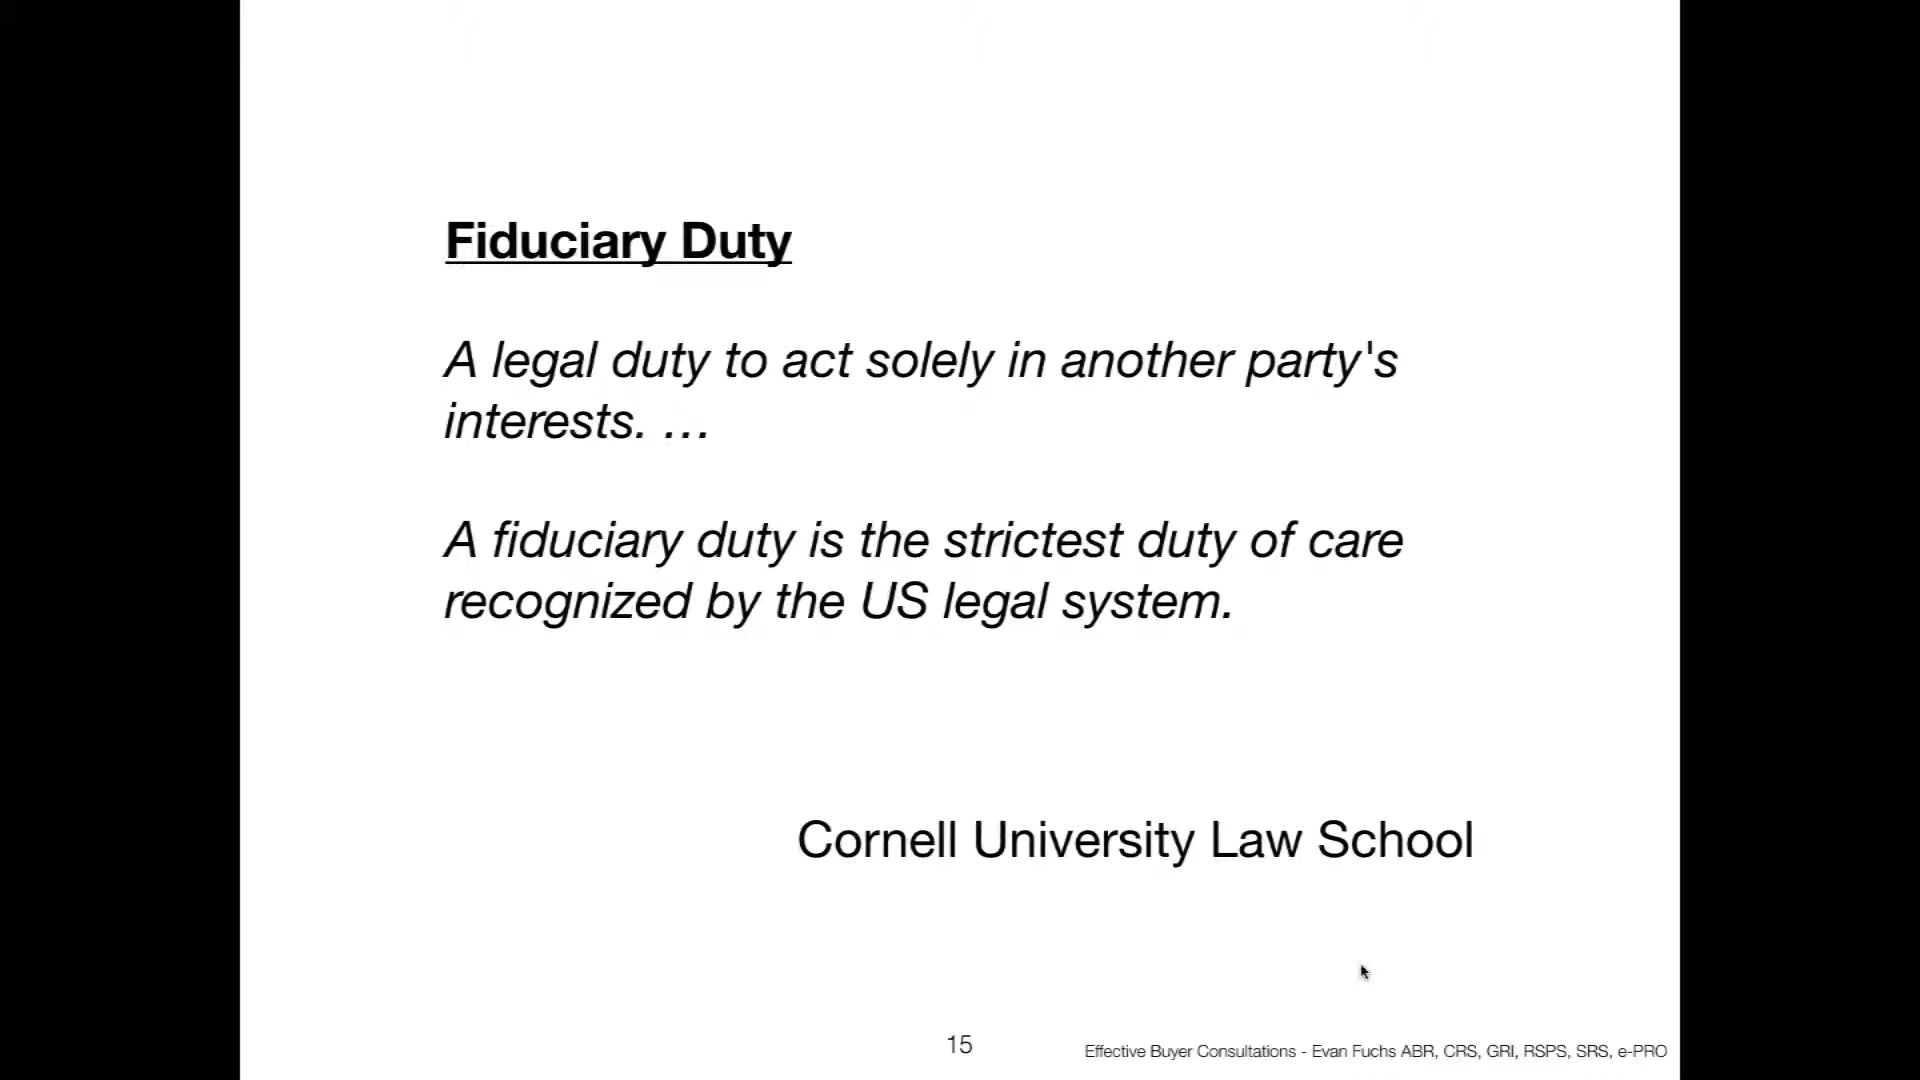 Fiduciary Duty
A legal duty to act solely in another party's
interests. …
A fiduciary duty is the strictest duty of care
recognized by the US legal system.
Cornell University Law School
15
Effective Buyer Consultations - Evan Fuchs ABR, CRS, GRI, RSPS, SRS, e-PRO